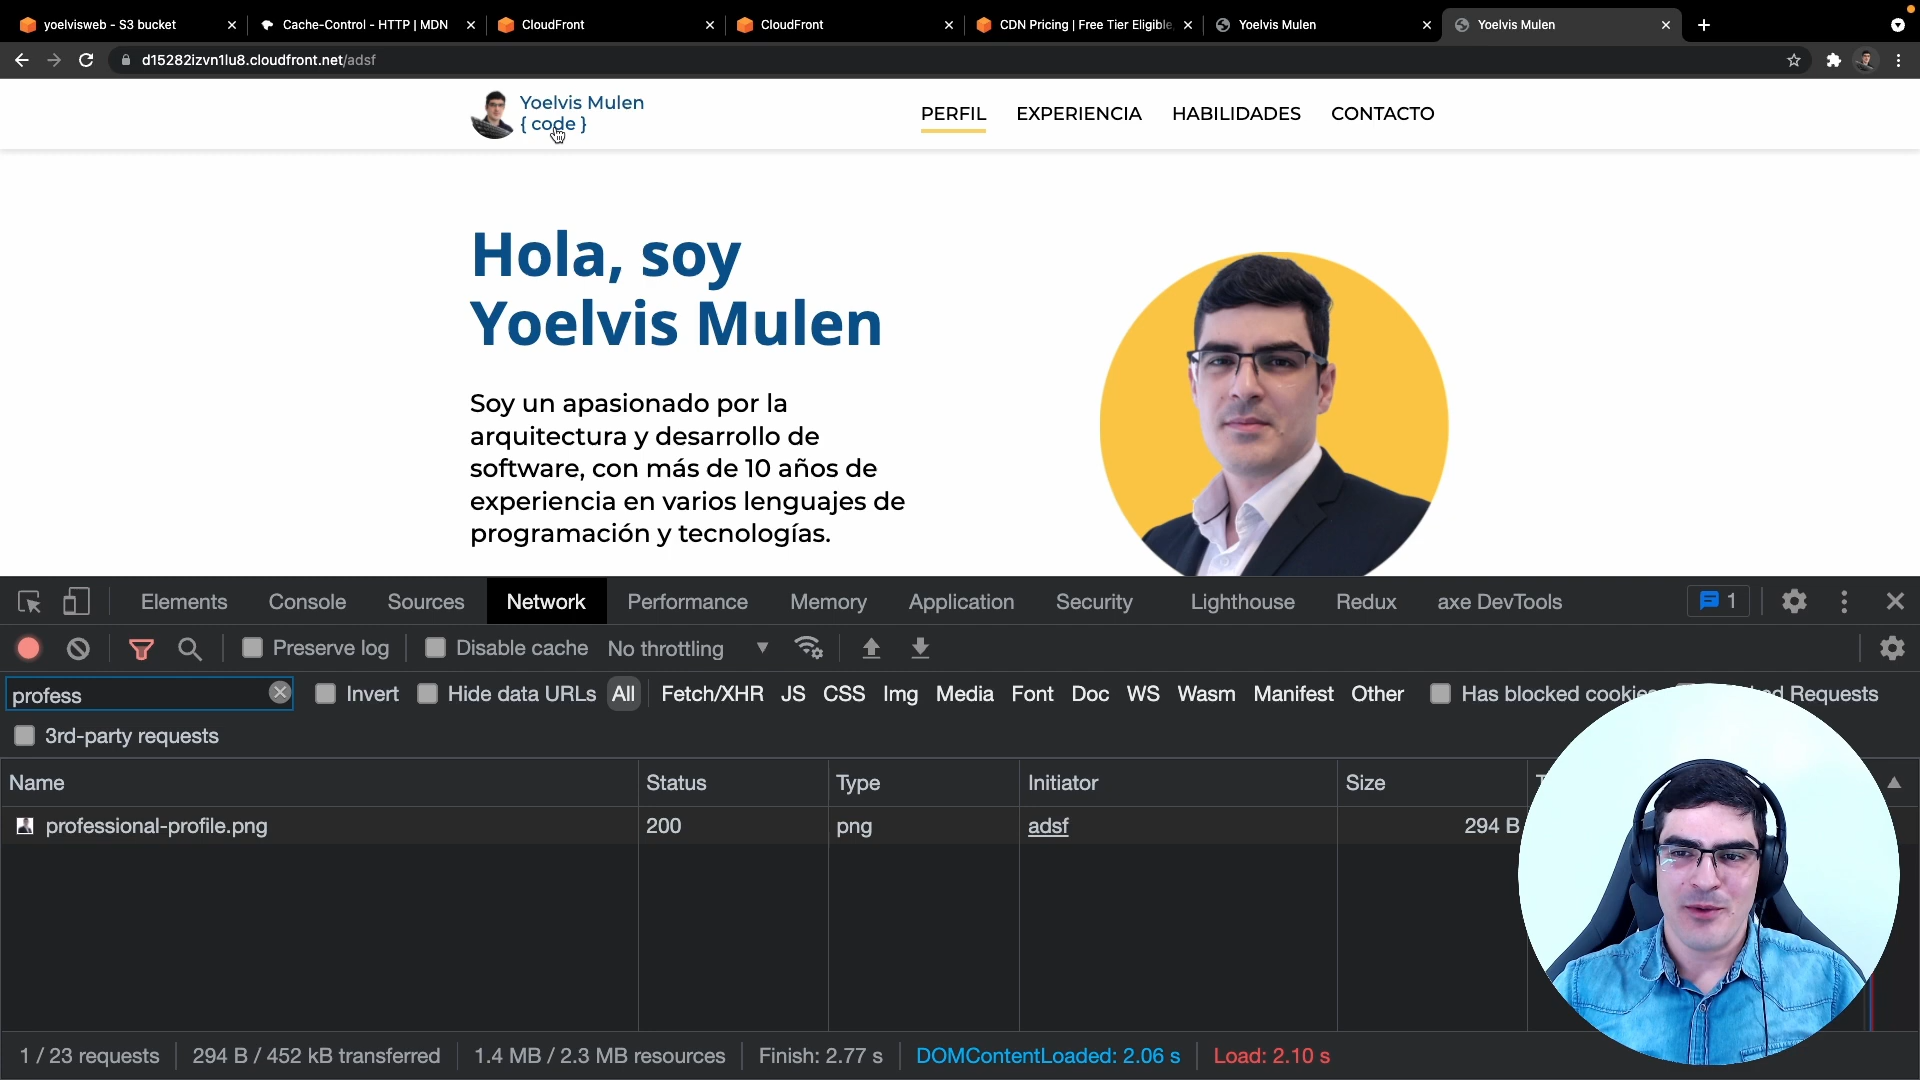 yoelvisweb - S3 bucket
Cache-Control - HTTP | MDN
CloudFront
CloudFront
CDN Pricing | Free Tier Eligible,
Yoelvis Mulen
Yoelvis Mulen
d15282izvn1lu8.cloudfront.net/adsf
Yoelvis Mulen
{ code }
PERFIL EXPERIENCIA HABILIDADES CONTACTO
Hola, soy
Yoelvis Mulen
Soy un apasionado por la
arquitectura y desarrollo de
software, con más de 10 años de
experiencia en varios lenguajes de
programación y tecnologías.
Elements Console Sources Network Performance Memory Application Security Lighthouse Redux axe DevTools 1
Preserve log Disable cache No throttling
profess Invert Hide data URLs All Fetch/XHR JS CSS Img Media Font Doc WS Wasm Manifest Other Has blocked cookies Requests
3rd-party requests
Name Status Type Initiator Size
professional-profile.png 200 png adsf 294 B
1 / 23 requests 294 B / 452 kB transferred 1.4 MB / 2.3 MB resources Finish: 2.77 s DOMContentLoaded: 2.06 s Load: 2.10 s